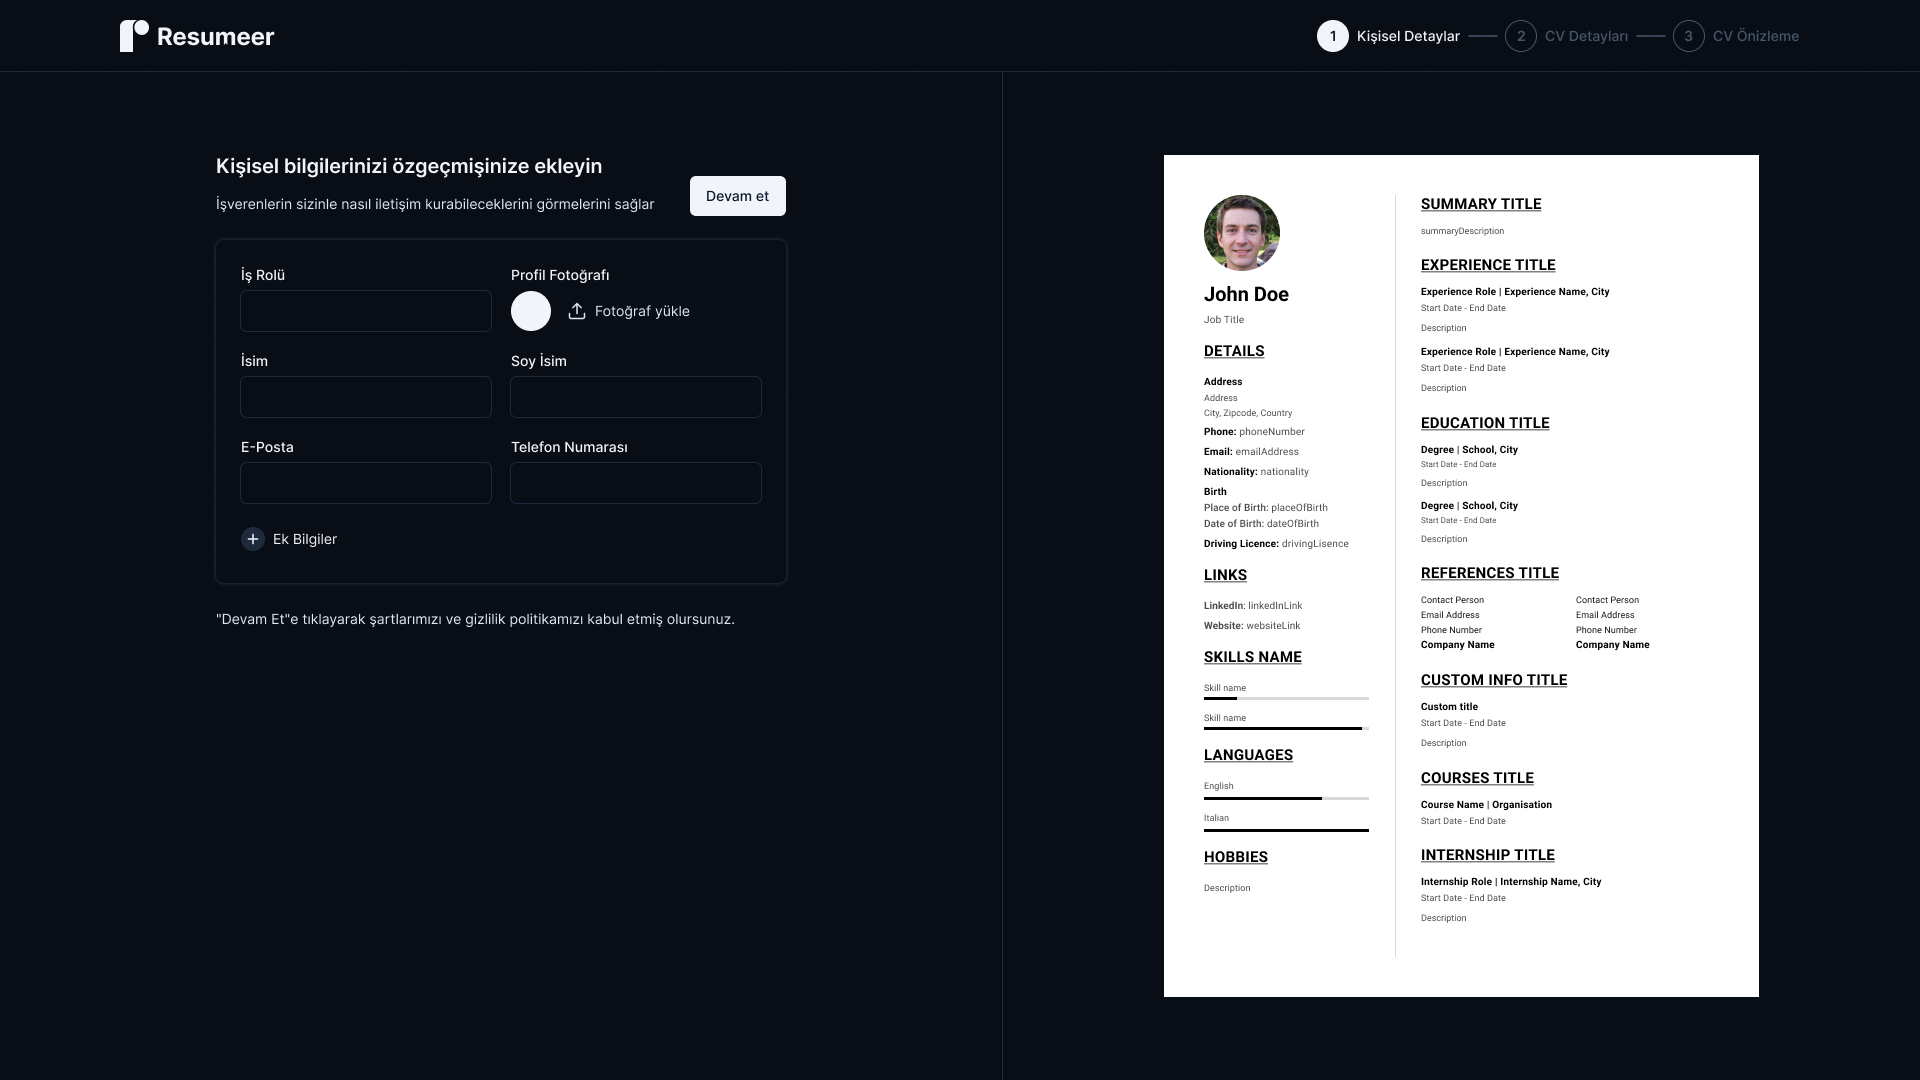 Resumeer
1 Kişisel Detaylar
2 CV Detayları
3 CV Önizleme
Kişisel bilgilerinizi özgeçmişinize ekleyin
İşverenlerin sizinle nasıl iletişim kurabileceklerini görmelerini sağlar
Devam et
İş Rolü
Profil Fotoğrafı
Fotoğraf yükle
İsim
Soy İsim
E-Posta
Telefon Numarası
Ek Bilgiler
"Devam Et"e tıklayarak şartlarımızı ve gizlilik politikamızı kabul etmiş olursunuz.
John Doe
Job Title
DETAILS
Address
Address
City, Zipcode, Country
Phone: phoneNumber
Email: emailAddress
Nationality: nationality
Birth
Place of Birth: placeOfBirth
Date of Birth: dateOfBirth
Driving Licence: drivingLisence
LINKS
LinkedIn: linkedInLink
Website: websiteLink
SKILLS NAME
Skill name
Skill name
LANGUAGES
English
Italian
HOBBIES
Description
SUMMARY TITLE
summaryDescription
EXPERIENCE TITLE
Experience Role | Experience Name, City
Start Date - End Date
Description
Experience Role | Experience Name, City
Start Date - End Date
Description
EDUCATION TITLE
Degree | School, City
Start Date - End Date
Description
Degree | School, City
Start Date - End Date
Description
REFERENCES TITLE
Contact Person
Email Address
Phone Number
Company Name
Contact Person
Email Address
Phone Number
Company Name
CUSTOM INFO TITLE
Custom title
Start Date - End Date
Description
COURSES TITLE
Course Name | Organisation
Start Date - End Date
INTERNSHIP TITLE
Internship Role | Internship Name, City
Start Date - End Date
Description